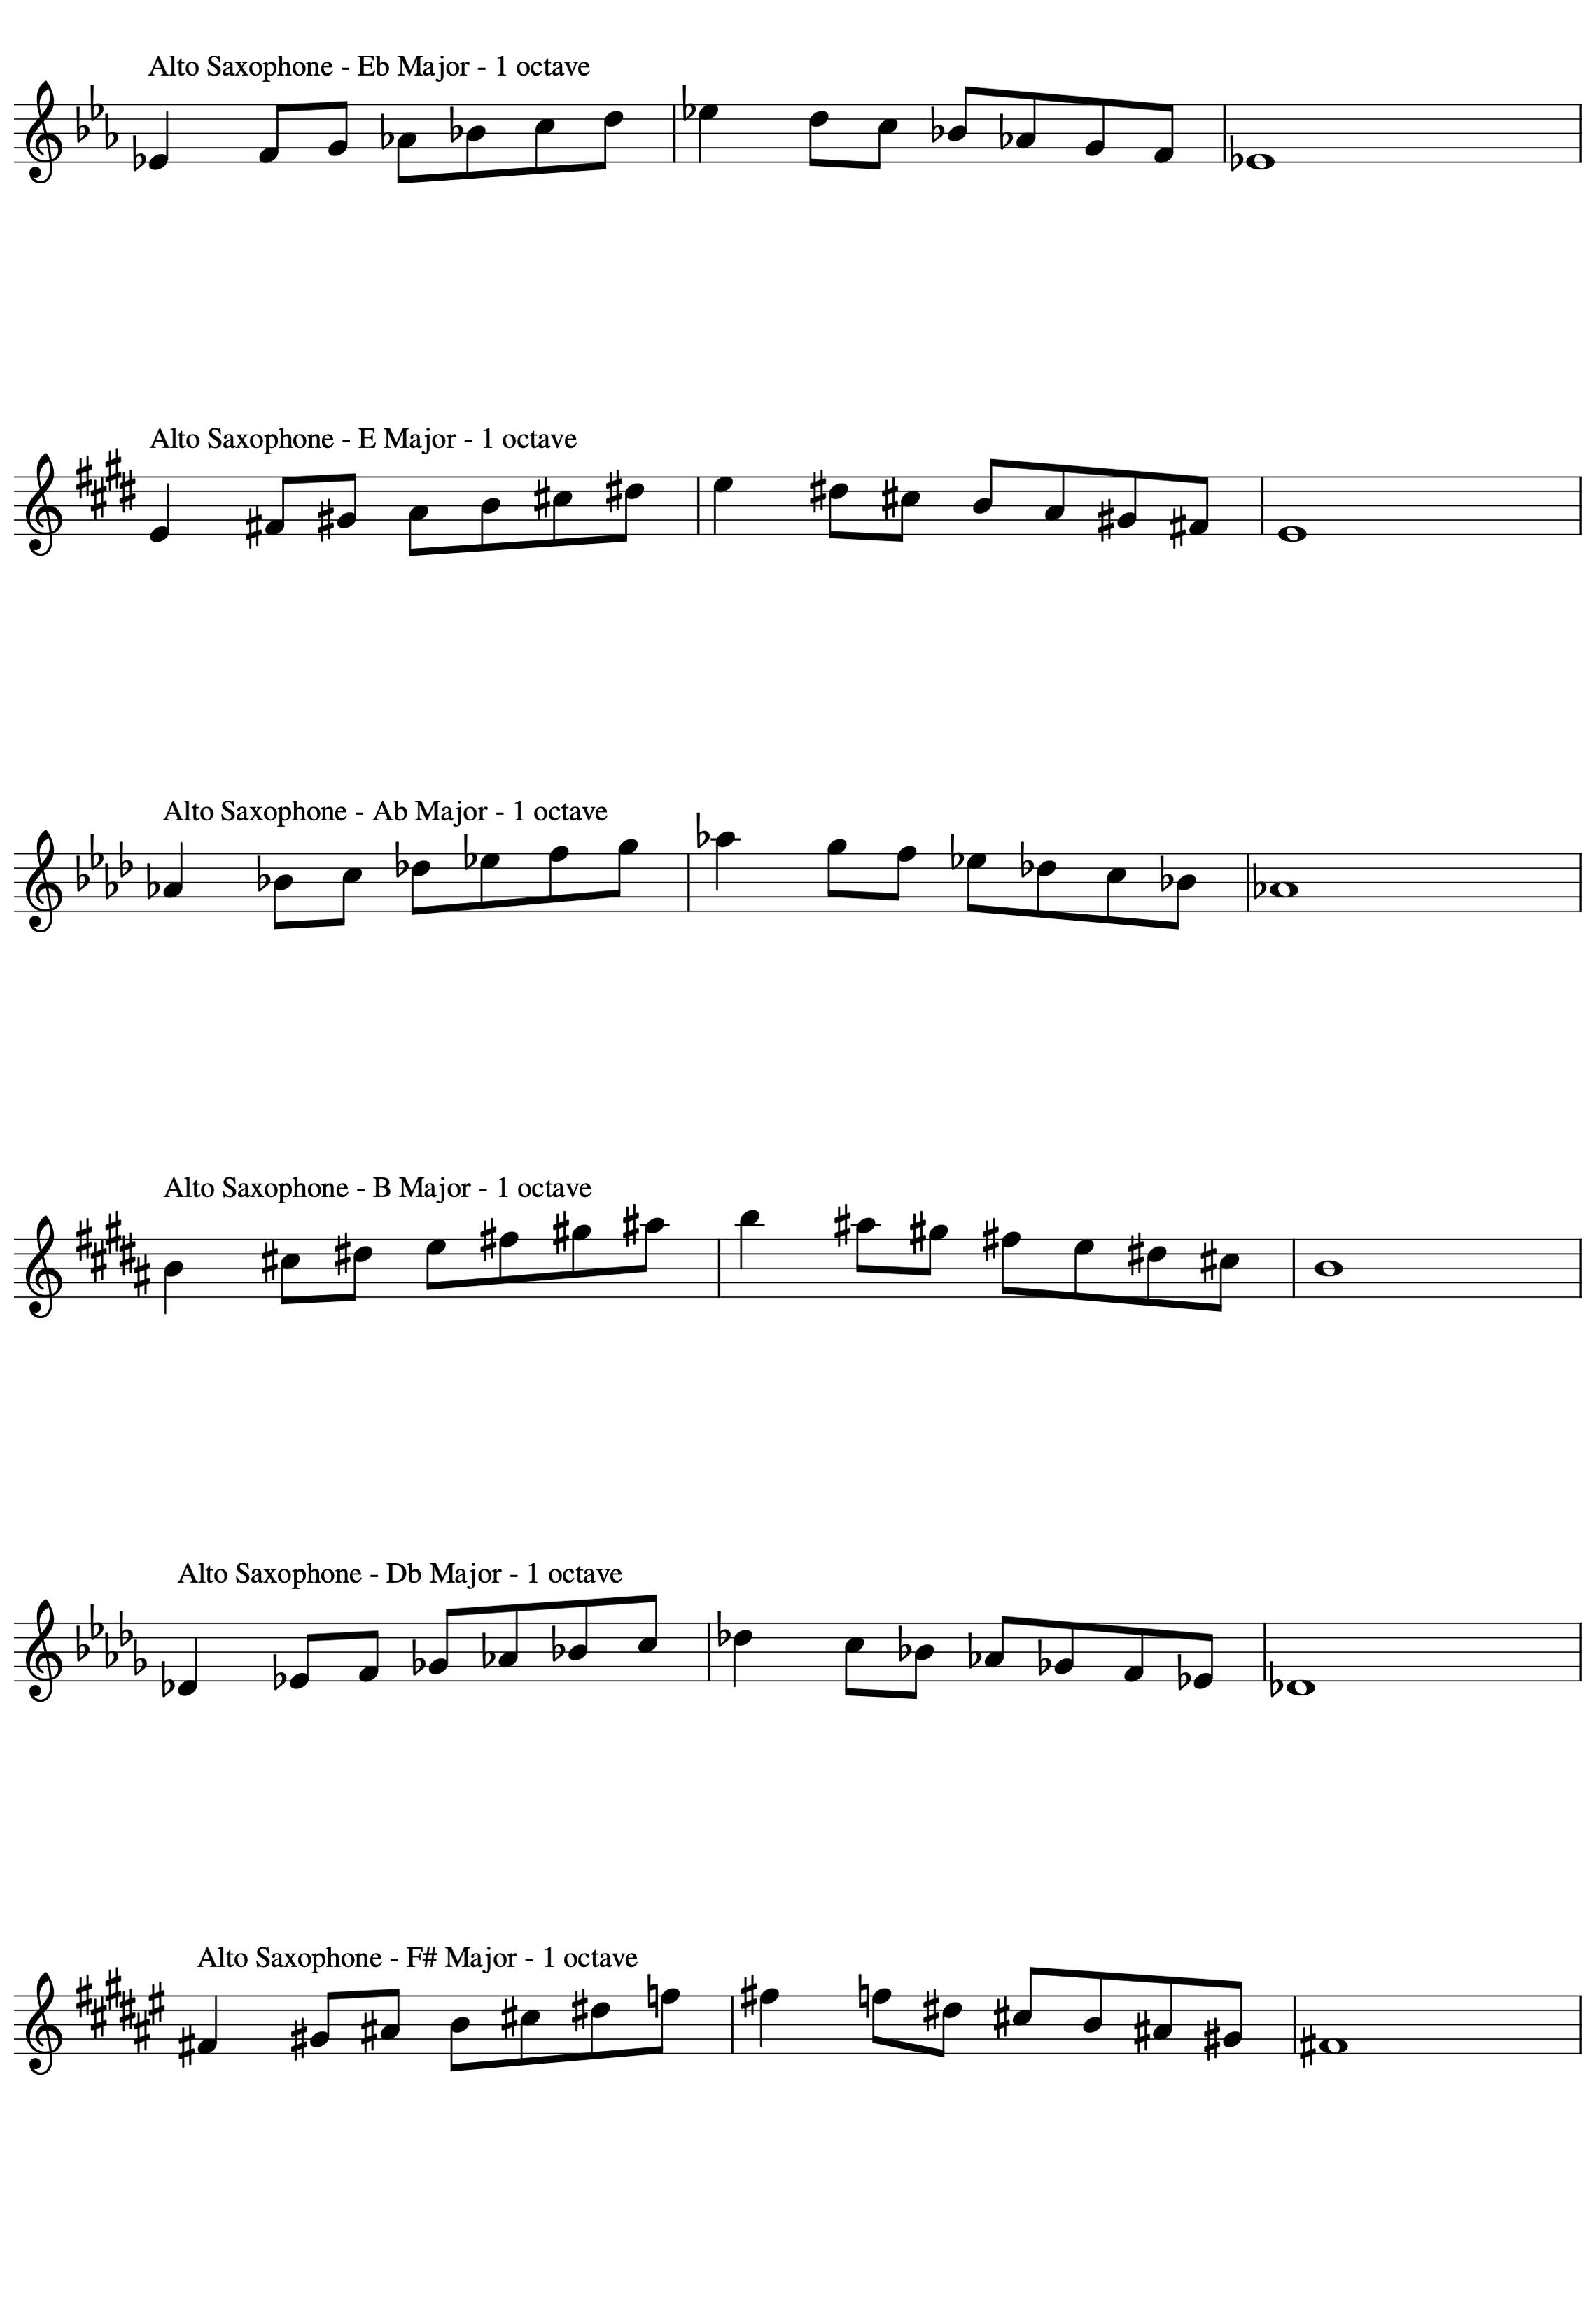 Alto Saxophone - Eb Major - 1 octave
Alto Saxophone - E Major - 1 octave
Alto Saxophone - Ab Major - 1 octave
Alto Saxophone - B Major - 1 octave
Alto Saxophone - Db Major - 1 octave
Alto Saxophone - F# Major - 1 octave